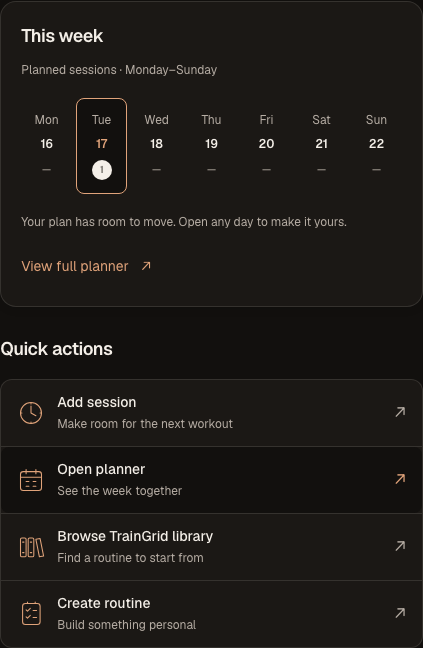 This week
Planned sessions · Monday–Sunday
Mon Tue Wed Thu Fri Sat Sun
16 17 18 19 20 21 22
– 1 – – – – –
Your plan has room to move. Open any day to make it yours.
View full planner
Quick actions
Add session
Make room for the next workout
Open planner
See the week together
Browse TrainGrid library
Find a routine to start from
Create routine
Build something personal